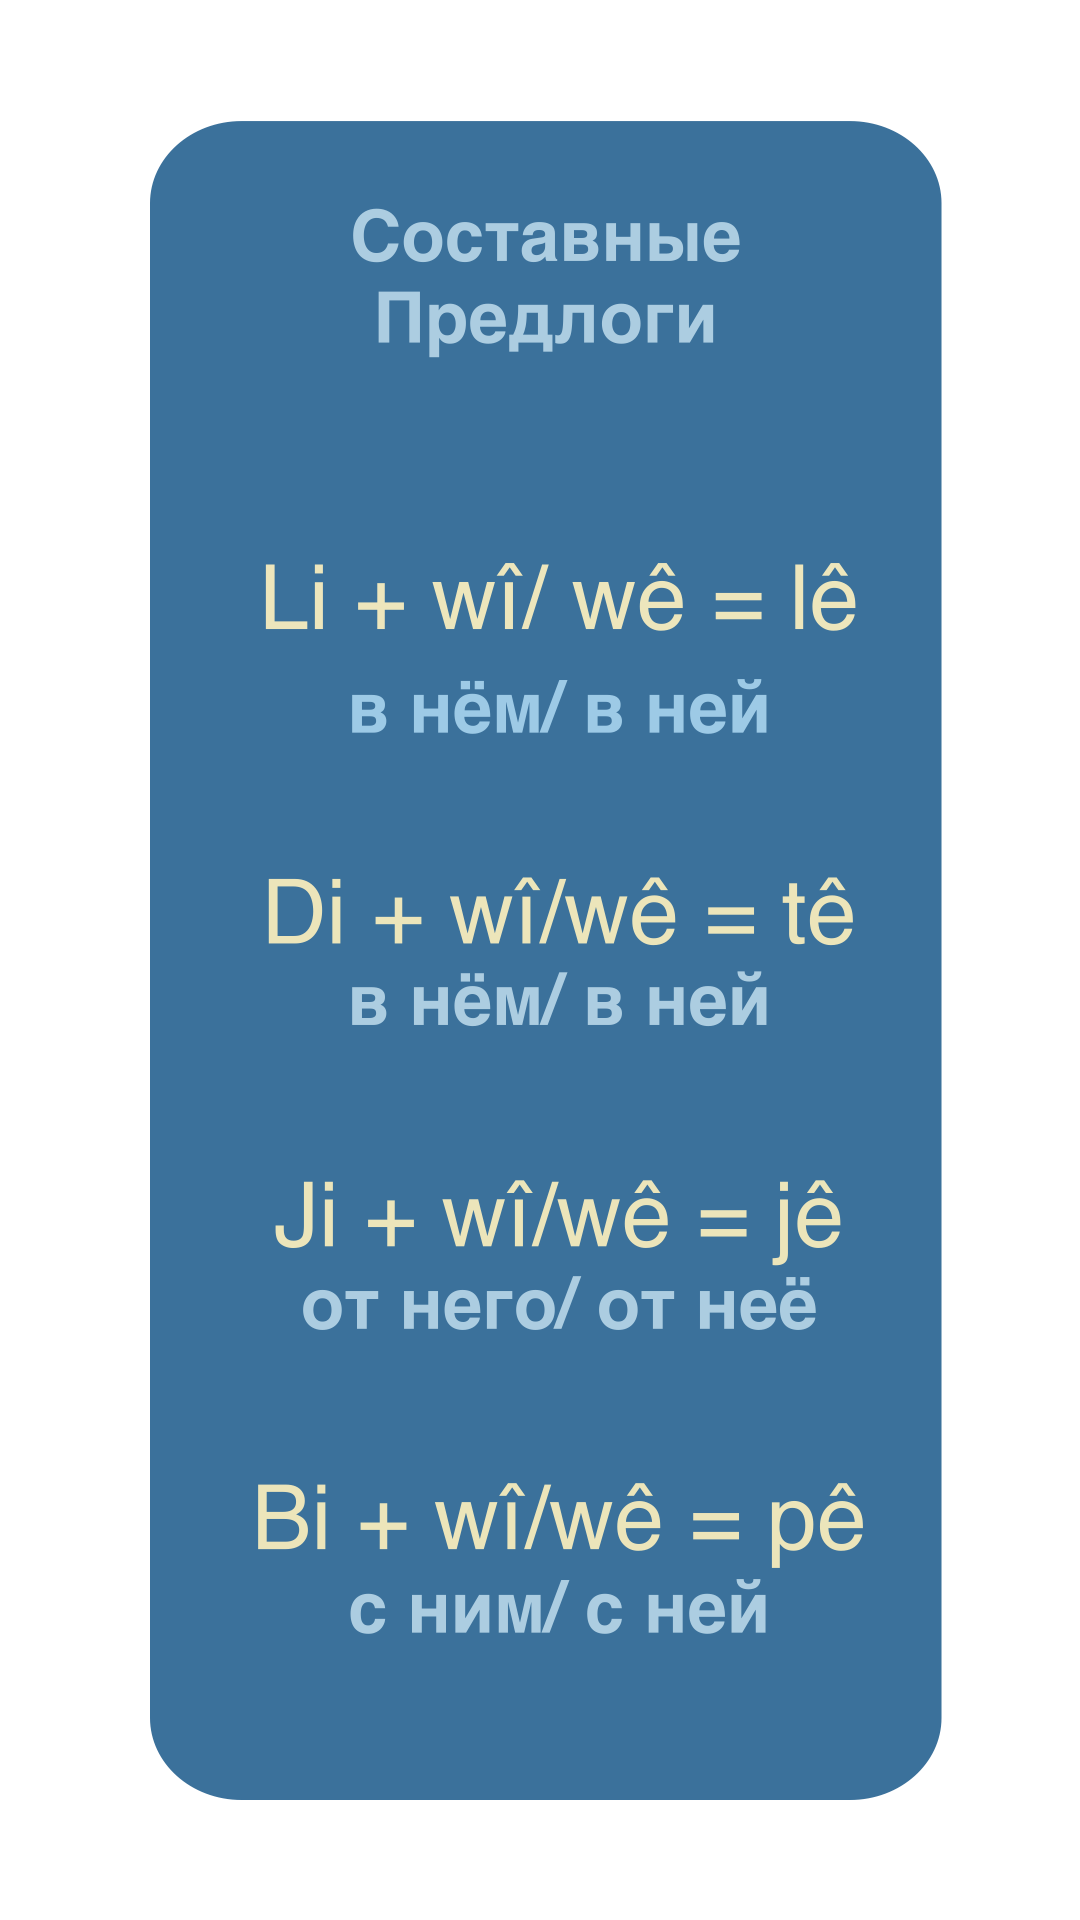 Составные
Предлоги
Li + wî/ wê = lê
в нём/ в ней
Di + wî/wê = tê
в нём/ в ней
Ji + wî/wê = jê
от него/ от неё
Bi + wî/wê = pê
с ним/ с ней